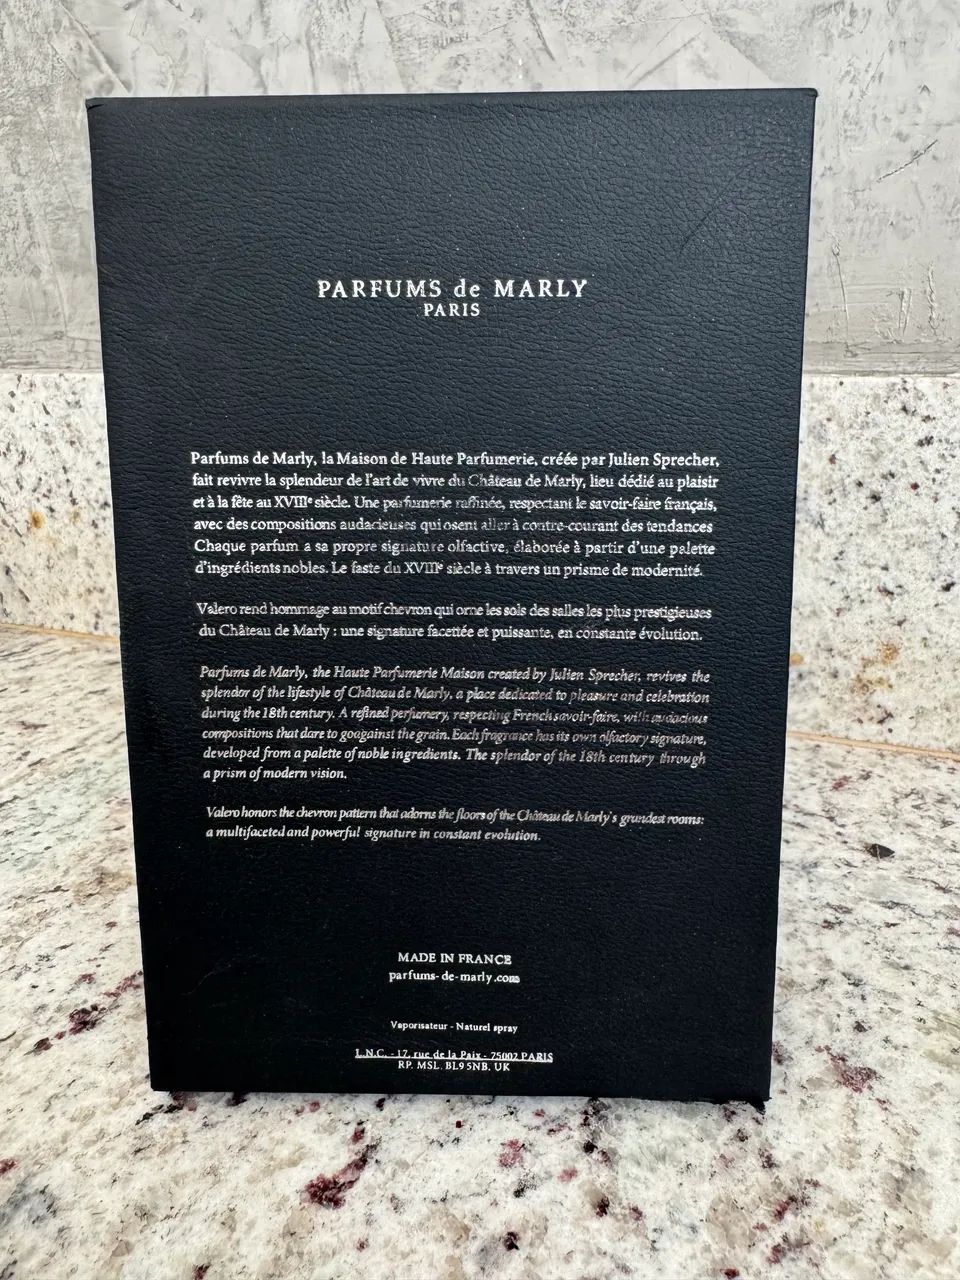 PARFUMS de MARLY
PARIS
Parfums de Marly, la Maison de Haute Parfumerie, créée par Julien Sprecher,
fait revivre la splendeur de l'art de vivre du Château de Marly, lieu dédié au plaisir
et à la fête au XVIIIe siècle. Une parfumerie raffinée, respectant le savoir-faire français,
avec des compositions audacieuses qui osent aller à contre-courant des tendances
Chaque parfum a sa propre signature olfactive, élaborée à partir d'une palette
d'ingrédients nobles. Le faste du XVIIIe siècle à travers un prisme de modernité.
Valero rend hommage au motif chevron qui orne les sols des salles les plus prestigieuses
du Château de Marly : une signature facettée et puissante, en constante évolution.
Parfums de Marly, the Haute Parfumerie Maison created by Julien Sprecher, revives the
splendor of the lifestyle of Château de Marly, a place dedicated to pleasure and celebration
during the 18th century. A refined perfumery, respecting French savoir-faire, with audacious
compositions that dare to goagainst the grain. Each fragrance has its own olfactory signature,
developed from a palette of noble ingredients. The splendor of the 18th century through
a prism of modern vision.
Valero honors the chevron pattern that adorns the floors of the Château de Marly's grandest rooms:
a multifaceted and powerful signature in constant evolution.
MADE IN FRANCE
parfums-de-marly.com
Vaporisateur - Naturel spray
L.N.C. - 17, rue de la Paix - 75002 PARIS
RP. MSL. BL9 5NB. UK